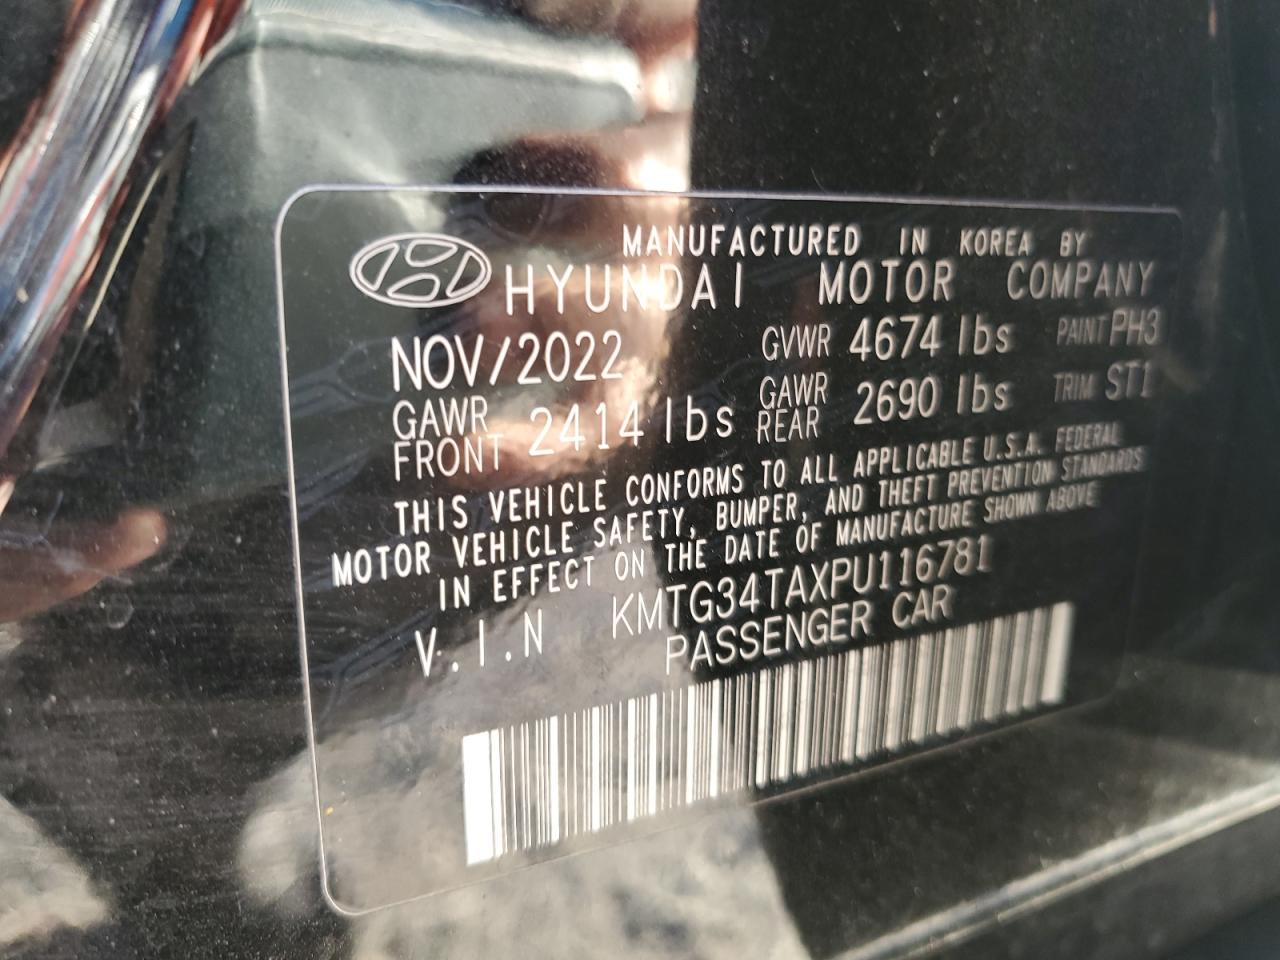 MANUFACTURED IN KOREA BY
HYUNDAI MOTOR COMPANY
NOV/2022 GVWR 4674 lbs PAINT PH3
GAWR FRONT 2414 lbs GAWR REAR 2690 lbs TRIM ST1
THIS VEHICLE CONFORMS TO ALL APPLICABLE U.S.A. FEDERAL
MOTOR VEHICLE SAFETY, BUMPER, AND THEFT PREVENTION STANDARDS
IN EFFECT ON THE DATE OF MANUFACTURE SHOWN ABOVE
V.I.N KMTG34TAXPU116781
PASSENGER CAR